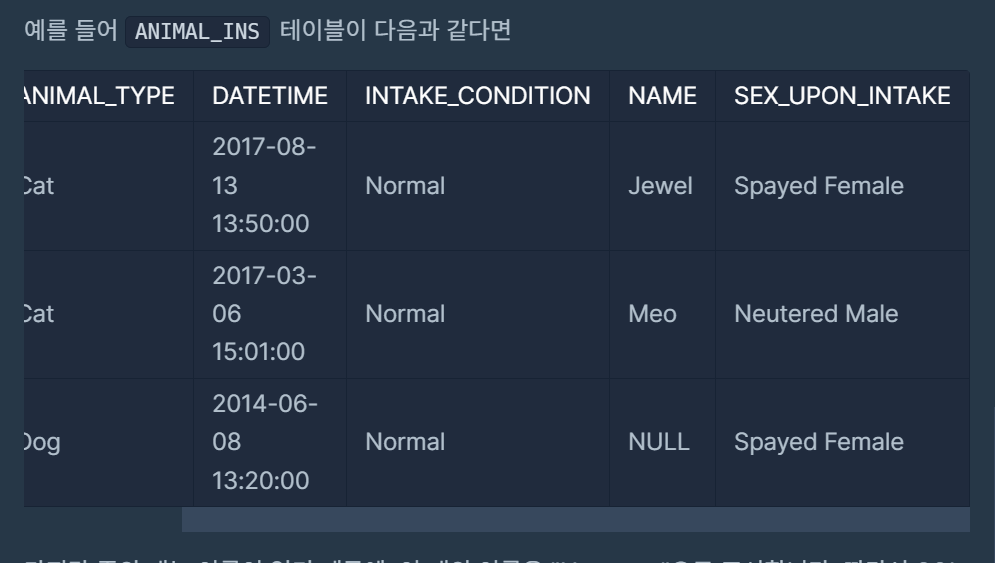 예를 들어 ANIMAL_INS 테이블이 다음과 같다면
ANIMAL_TYPE DATETIME INTAKE_CONDITION NAME SEX_UPON_INTAKE
Cat 2017-08-13 13:50:00 Normal Jewel Spayed Female
Cat 2017-03-06 15:01:00 Normal Meo Neutered Male
Dog 2014-06-08 13:20:00 Normal NULL Spayed Female